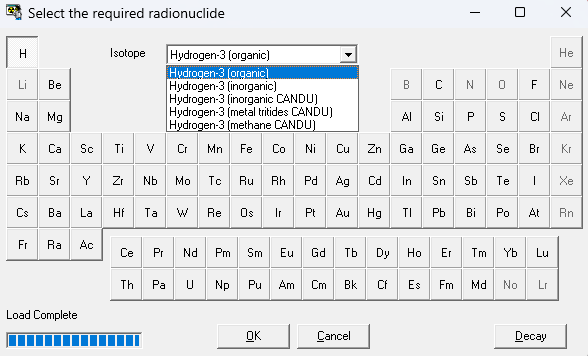 Select the required radionuclide
H Isotope Hydrogen-3 (organic) He
Hydrogen-3 (organic)
Hydrogen-3 (inorganic)
Hydrogen-3 (inorganic CANDU)
Hydrogen-3 (metal tritides CANDU)
Hydrogen-3 (methane CANDU)
Li Be B C N O F Ne
Na Mg Al Si P S Cl Ar
K Ca Sc Ti V Cr Mn Fe Co Ni Cu Zn Ga Ge As Se Br Kr
Rb Sr Y Zr Nb Mo Tc Ru Rh Pd Ag Cd In Sn Sb Te I Xe
Cs Ba La Hf Ta W Re Os Ir Pt Au Hg Tl Pb Bi Po At Rn
Fr Ra Ac
Ce Pr Nd Pm Sm Eu Gd Tb Dy Ho Er Tm Yb Lu
Th Pa U Np Pu Am Cm Bk Cf Es Fm Md No Lr
Load Complete
OK Cancel Decay